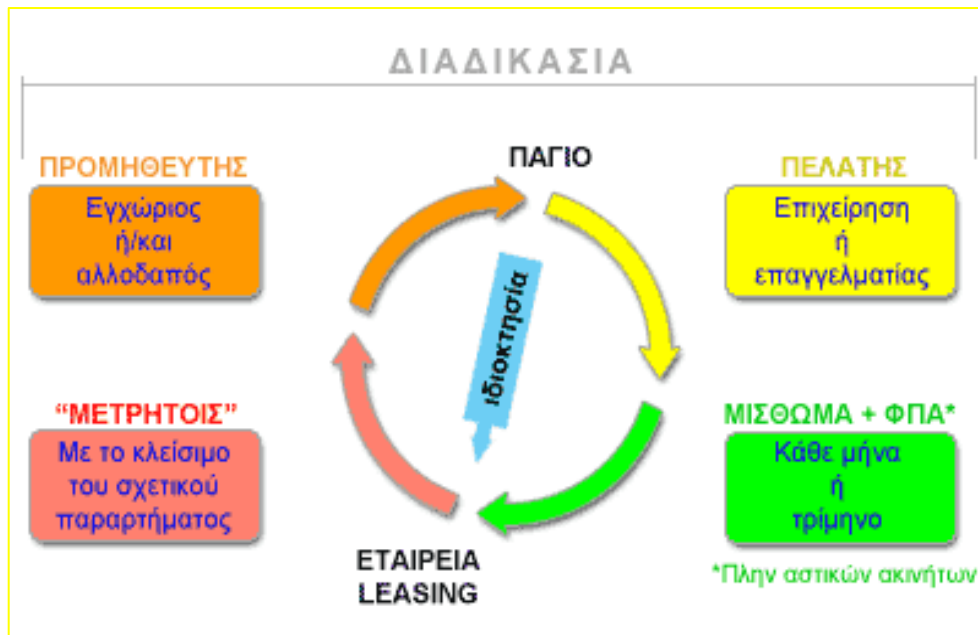 ΔΙΑΔΙΚΑΣΙΑ
ΠΡΟΜΗΘΕΥΤΗΣ
Εγχώριος
ή/και
αλλοδαπός
ΠΑΓΙΟ
ΠΕΛΑΤΗΣ
Επιχείρηση
ή
επαγγελματίας
ιδιοκτησία
“ΜΕΤΡΗΤΟΙΣ”
Με το κλείσιμο
του σχετικού
παραρτήματος
ΕΤΑΙΡΕΙΑ
LEASING
ΜΙΣΘΩΜΑ + ΦΠΑ*
Κάθε μήνα
ή
τρίμηνο
*Πλην αστικών ακινήτων